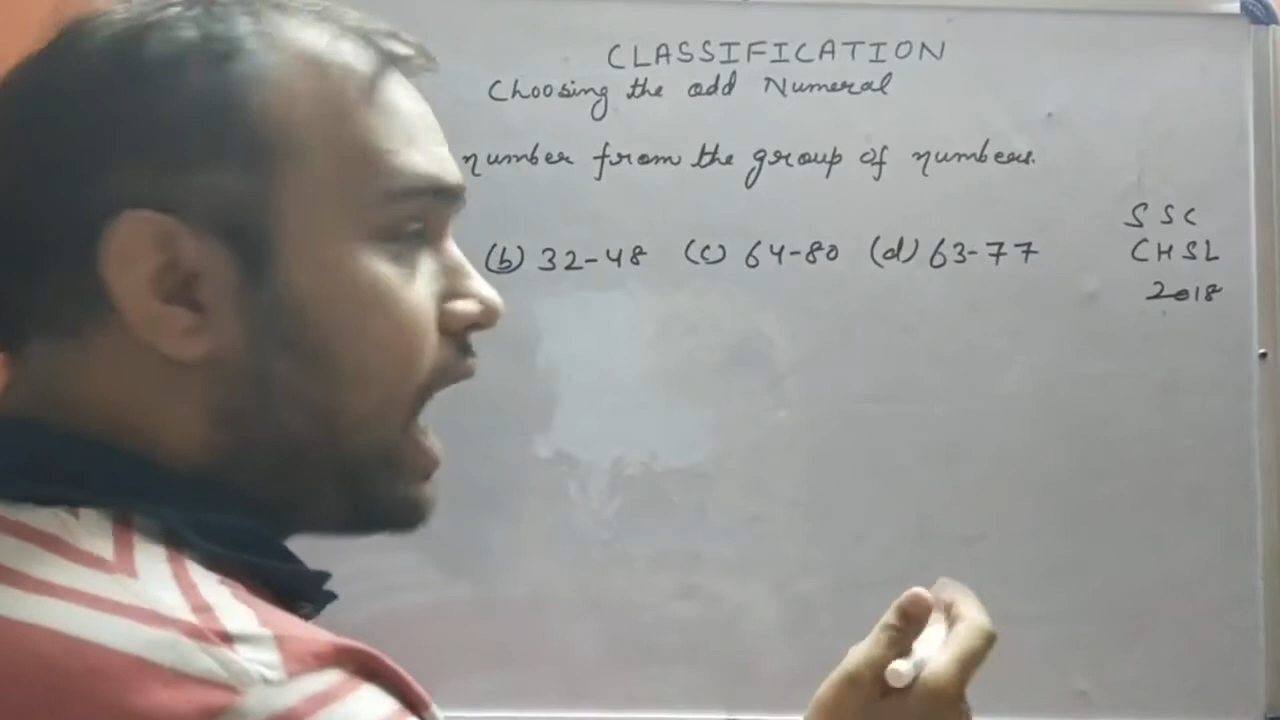 CLASSIFICATION
Choosing the odd Numeral
number from the group of numbers.
(b) 32-48 (c) 64-80 (d) 63-77
SSC
CHSL
2018